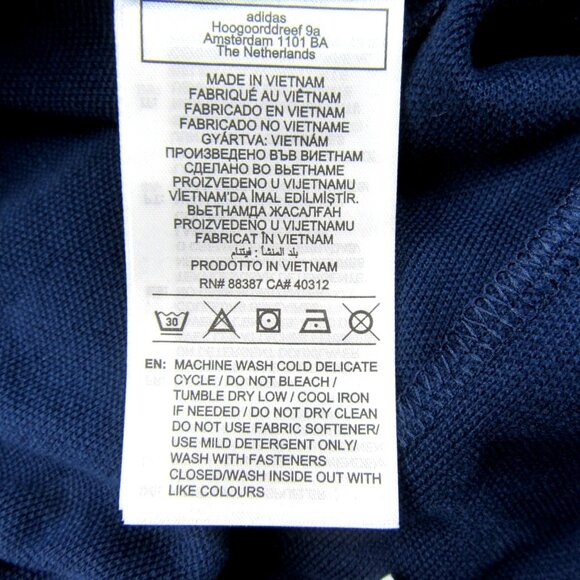 adidas
Hoogoorddreef 9a
Amsterdam 1101 BA
The Netherlands
MADE IN VIETNAM
FABRIQUÉ AU VIÊTNAM
FABRICADO EN VIETNAM
FABRICADO NO VIETNAME
GYÁRTVA: VIETNÁM
ПРОИЗВЕДЕНО ВЪВ ВИЕТНАМ
СДЕЛАНО ВО ВЬЕТНАМЕ
PROIZVEDENO U VIJETNAMU
VİETNAM'DA İMAL EDİLMİŞTİR.
ВЬЕТНАМДА ЖАСАЛҒАН
PROIZVEDENO U VIJETNAMU
FABRICAT ÎN VIETNAM
بلد المنشأ : فيتنام
PRODOTTO IN VIETNAM
RN# 88387 CA# 40312
30
EN: MACHINE WASH COLD DELICATE
CYCLE / DO NOT BLEACH /
TUMBLE DRY LOW / COOL IRON
IF NEEDED / DO NOT DRY CLEAN
DO NOT USE FABRIC SOFTENER/
USE MILD DETERGENT ONLY/
WASH WITH FASTENERS
CLOSED/WASH INSIDE OUT WITH
LIKE COLOURS